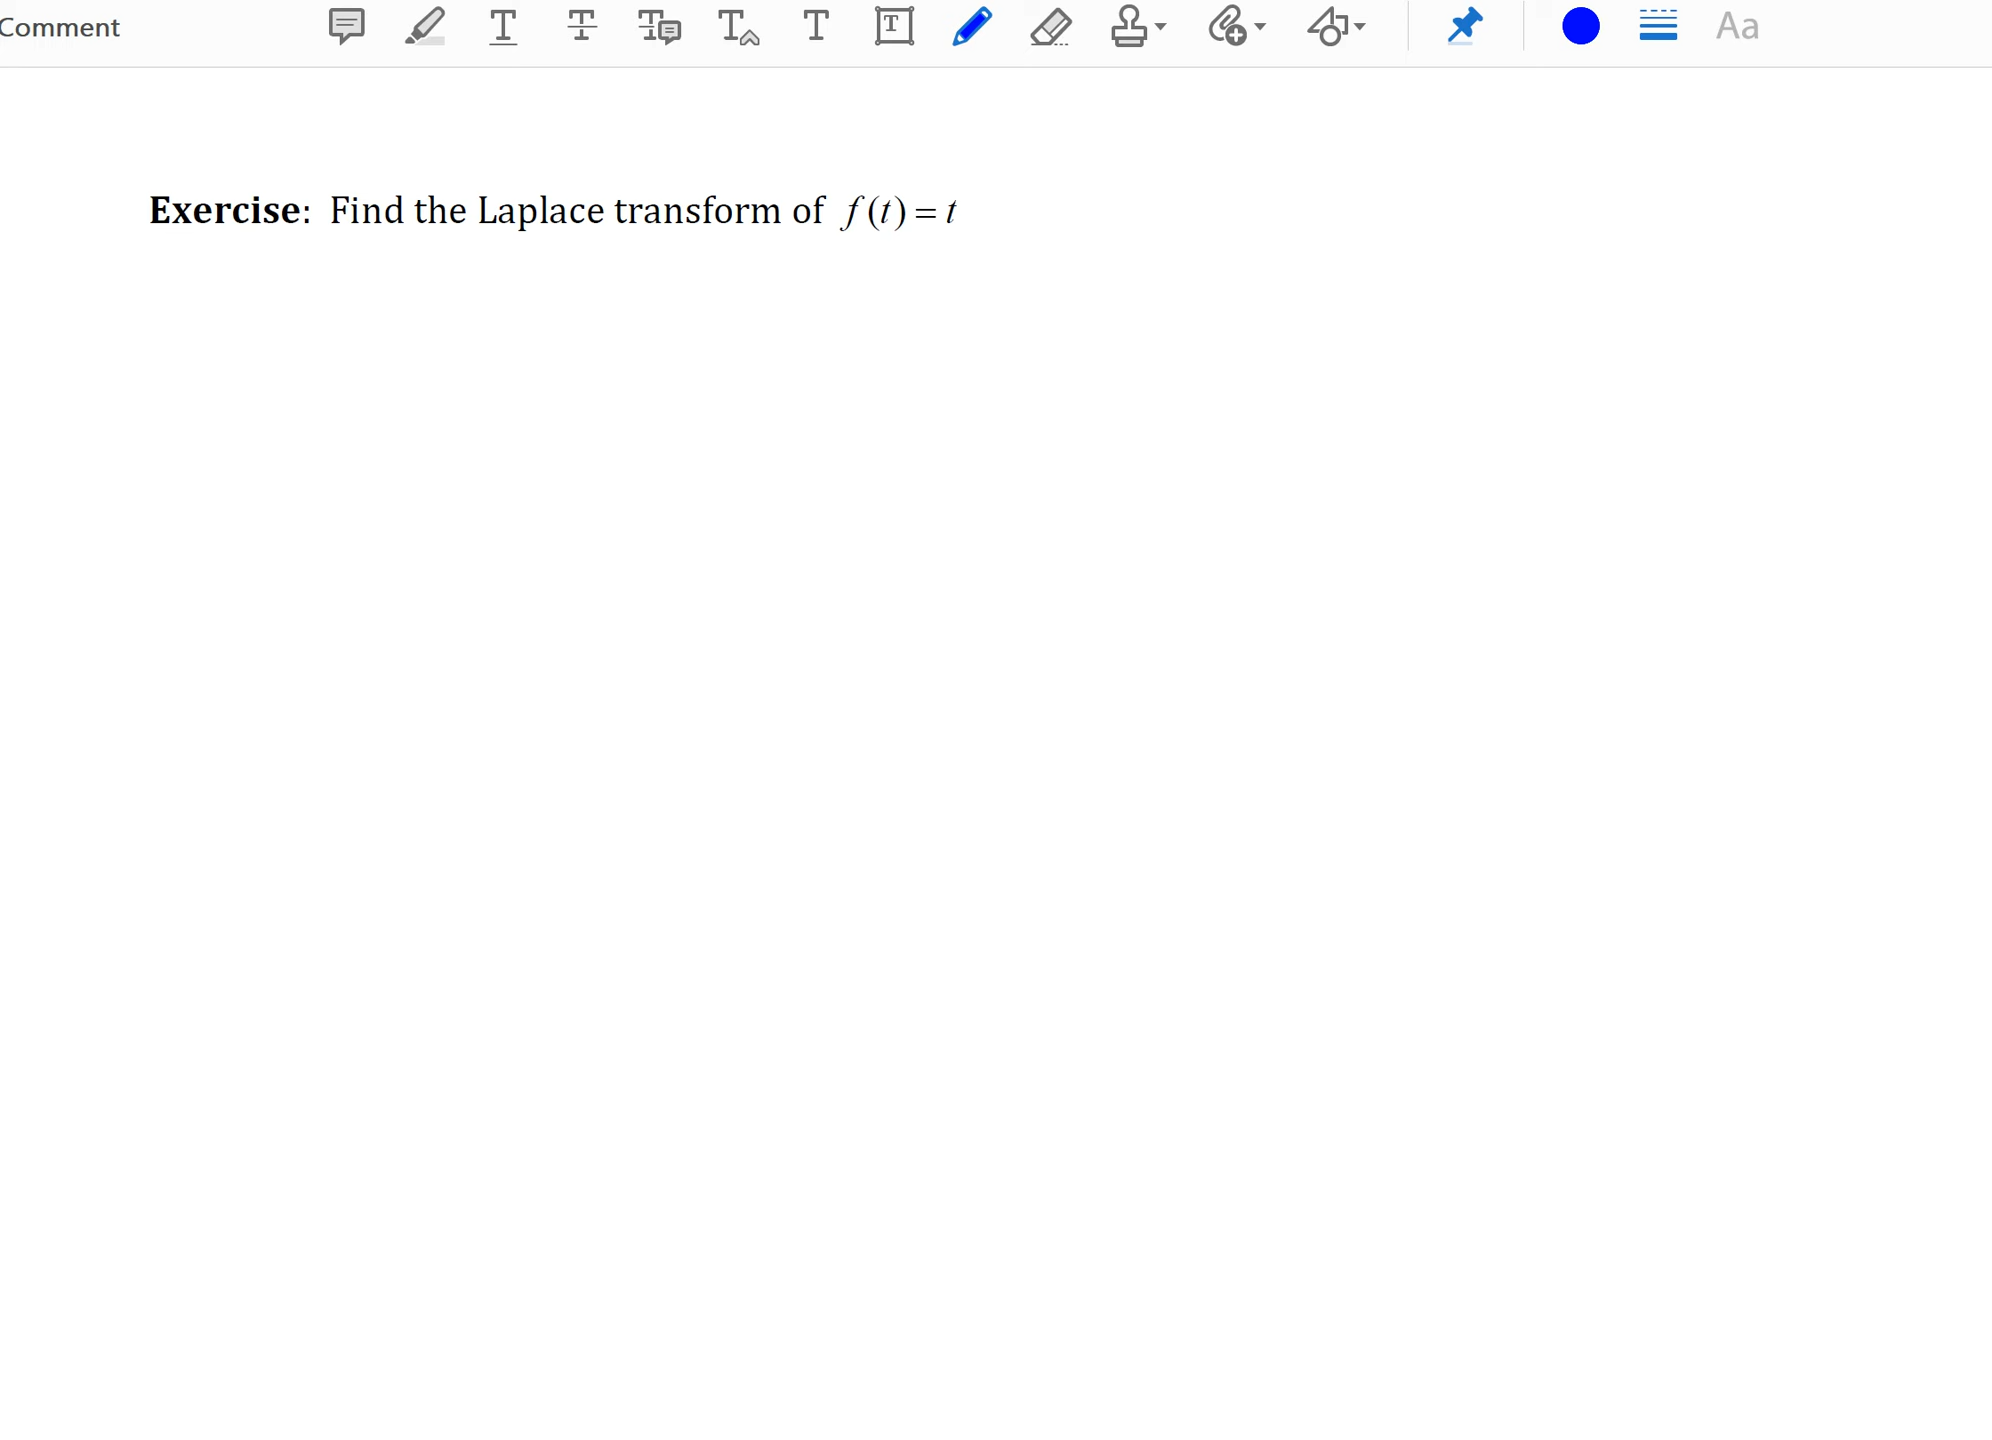 Comment
Aa
Exercise: Find the Laplace transform of f(t) = t